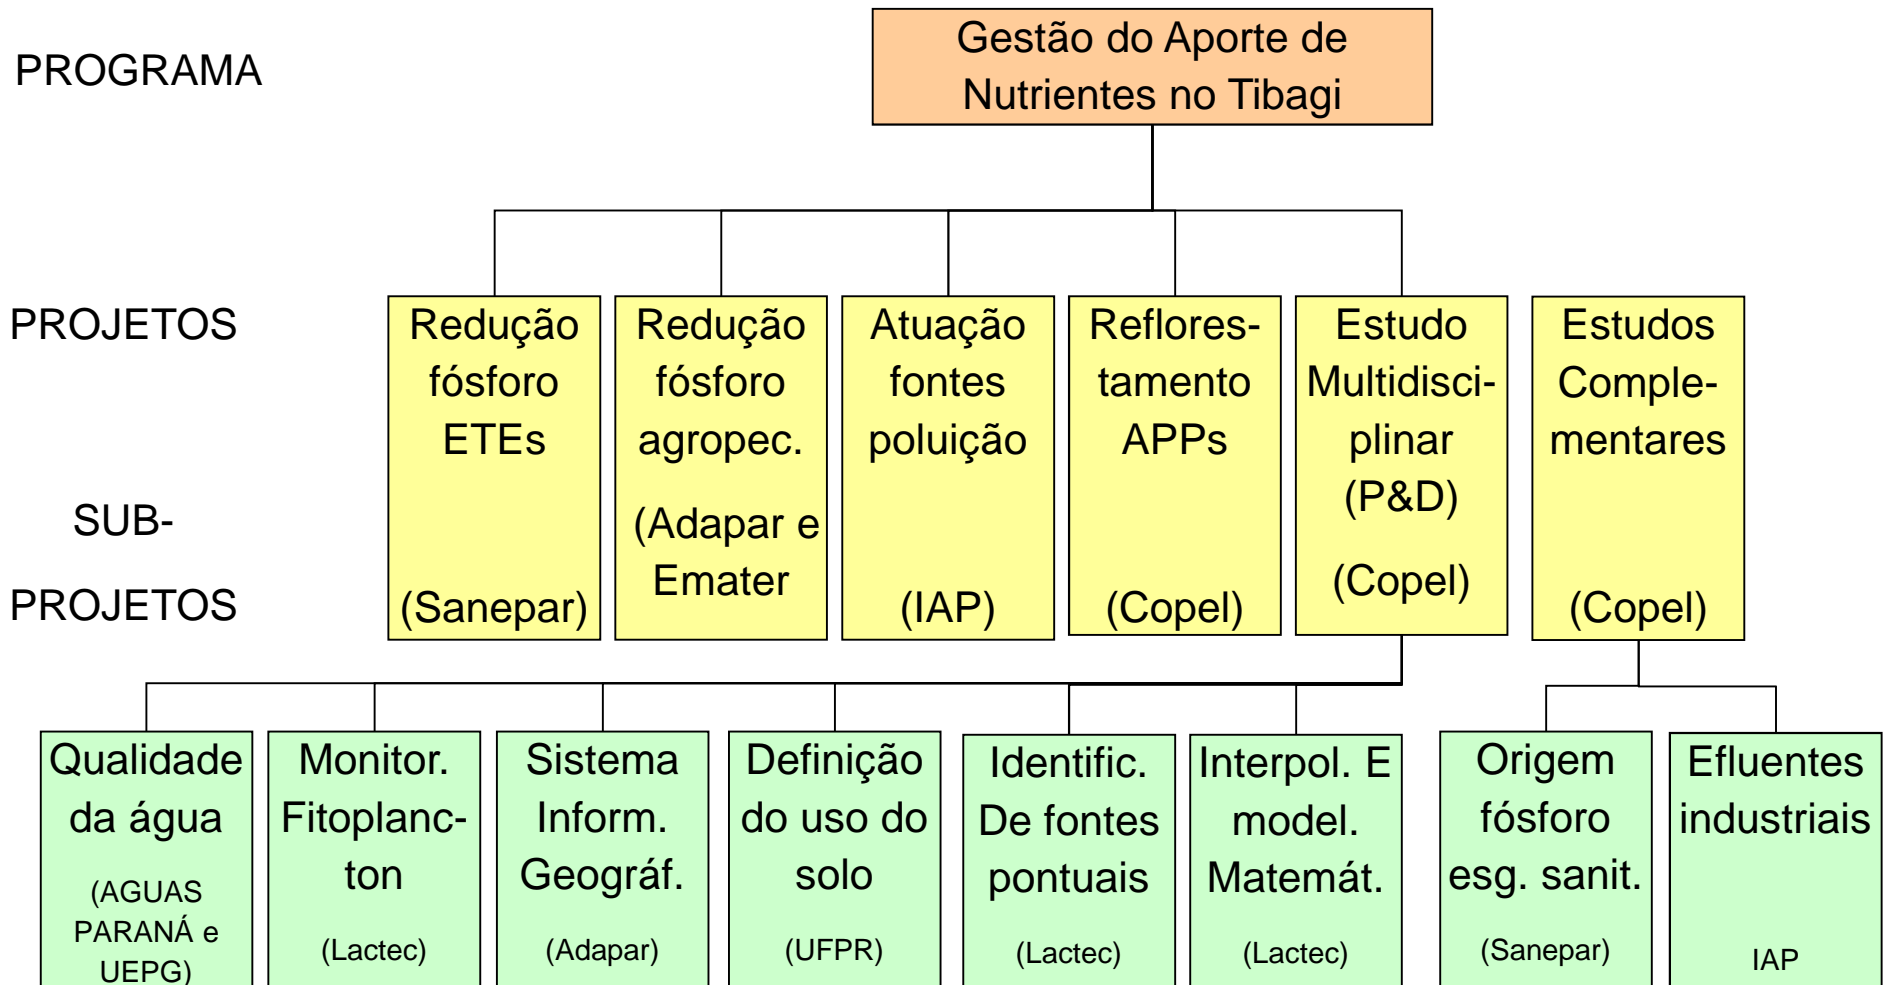 PROGRAMA
Gestão do Aporte de
Nutrientes no Tibagi
PROJETOS
Redução
fósforo
ETEs
(Sanepar)
Redução
fósforo
agropec.
(Adapar e
Emater
Atuação
fontes
poluição
(IAP)
Reflores-
tamento
APPs
(Copel)
Estudo
Multidisci-
plinar
(P&D)
(Copel)
Estudos
Comple-
mentares
(Copel)
SUB-
PROJETOS
Qualidade
da água
(AGUAS
PARANÁ e
UEPG)
Monitor.
Fitoplanc-
ton
(Lactec)
Sistema
Inform.
Geográf.
(Adapar)
Definição
do uso do
solo
(UFPR)
Identific.
De fontes
pontuais
(Lactec)
Interpol. E
model.
Matemát.
(Lactec)
Origem
fósforo
esg. sanit.
(Sanepar)
Efluentes
industriais
IAP